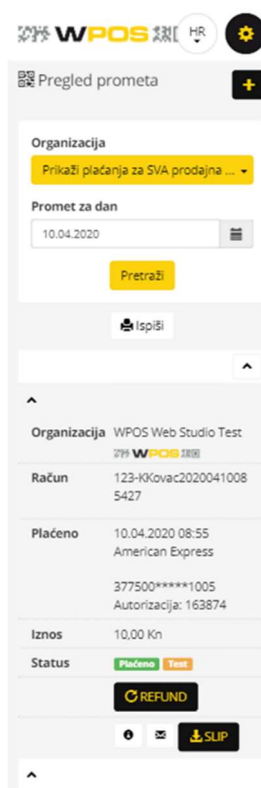 WPOS HR
Pregled prometa
Organizacija
Prikaži plaćanja za SVA prodajna ...
Promet za dan
10.04.2020
Pretraži
Ispiši
Organizacija WPOS Web Studio Test
WPOS
Račun 123-KKovac2020041008
5427
Plaćeno 10.04.2020 08:55
American Express
377500*****1005
Autorizacija: 163874
Iznos 10,00 Kn
Status Plaćeno Test
REFUND
SLIP